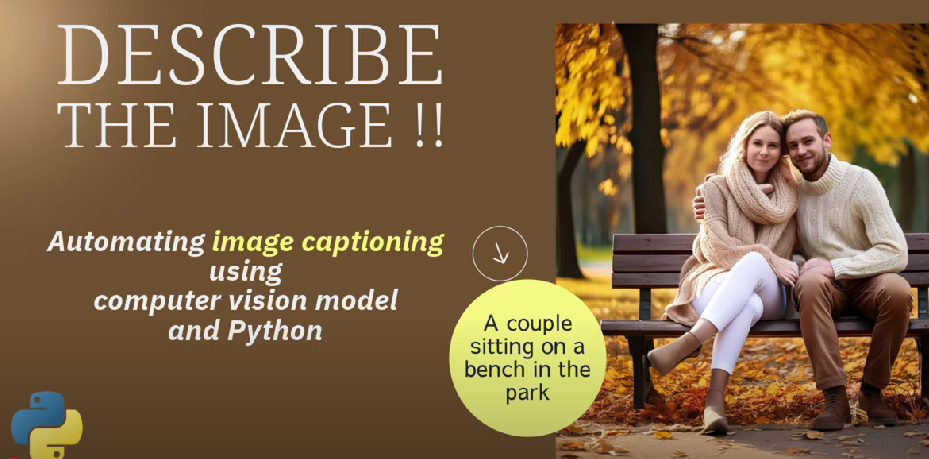 DESCRIBE
THE IMAGE !!
Automating image captioning
using
computer vision model
and Python
A couple
sitting on a
bench in the
park